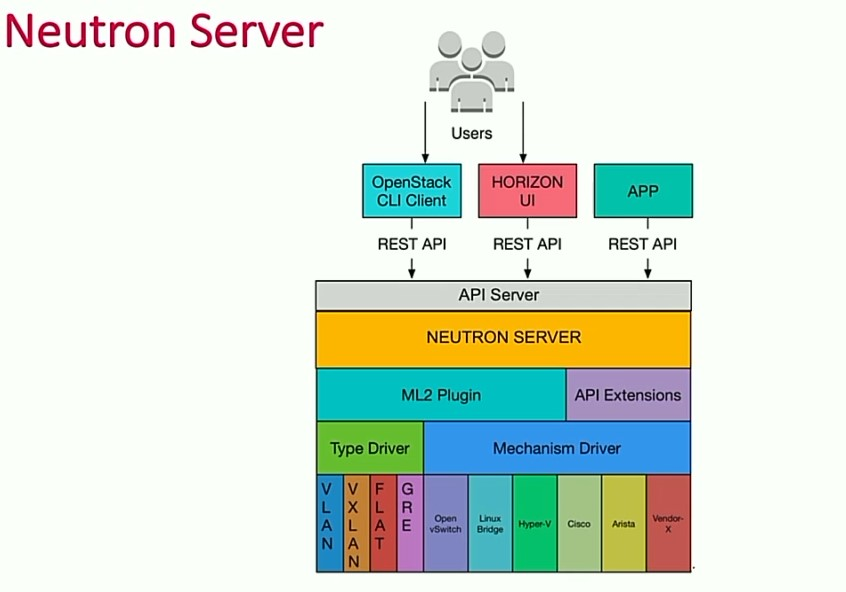 Neutron Server
Users
OpenStack
CLI Client
HORIZON
UI
APP
REST API
REST API
REST API
API Server
NEUTRON SERVER
ML2 Plugin
API Extensions
Type Driver
Mechanism Driver
VLAN
VXLAN
FLAT
GRE
Open
vSwitch
Linux
Bridge
Hyper-V
Cisco
Arista
Vendor-
X